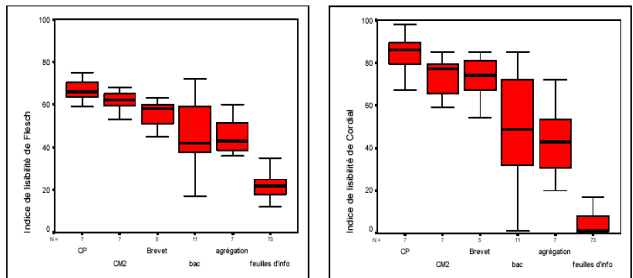 Indice de lisibilité de Flesch
100
80
60
40
20
0
N = 7 7 5 11 7 73
CP CM2 Brevet bac agrégation feuilles d'info
Indice de lisibilité de Cordial
100
80
60
40
20
0
N = 7 7 5 11 7 73
CP CM2 Brevet bac agrégation feuilles d'info